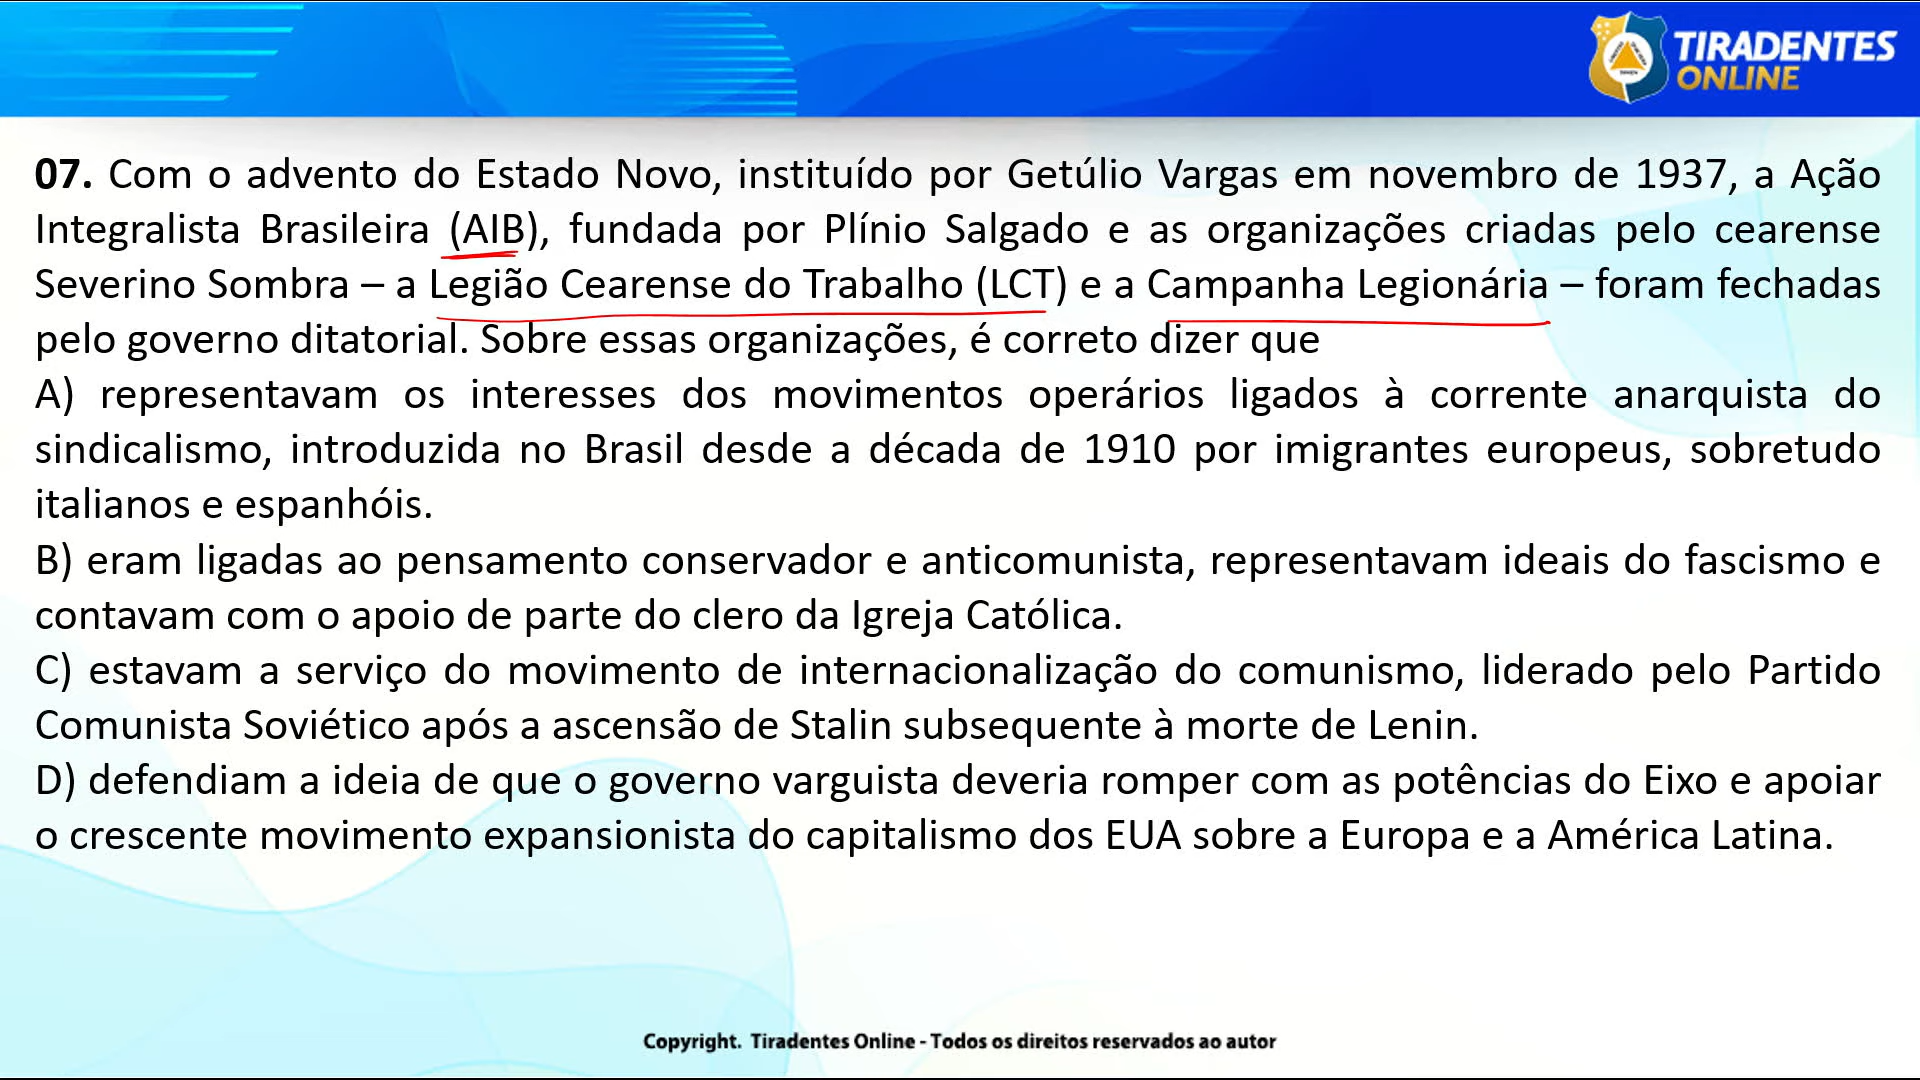 TIRADENTES
ONLINE
07. Com o advento do Estado Novo, instituído por Getúlio Vargas em novembro de 1937, a Ação
Integralista Brasileira (AIB), fundada por Plínio Salgado e as organizações criadas pelo cearense
Severino Sombra – a Legião Cearense do Trabalho (LCT) e a Campanha Legionária – foram fechadas
pelo governo ditatorial. Sobre essas organizações, é correto dizer que
A) representavam os interesses dos movimentos operários ligados à corrente anarquista do
sindicalismo, introduzida no Brasil desde a década de 1910 por imigrantes europeus, sobretudo
italianos e espanhóis.
B) eram ligadas ao pensamento conservador e anticomunista, representavam ideais do fascismo e
contavam com o apoio de parte do clero da Igreja Católica.
C) estavam a serviço do movimento de internacionalização do comunismo, liderado pelo Partido
Comunista Soviético após a ascensão de Stalin subsequente à morte de Lenin.
D) defendiam a ideia de que o governo varguista deveria romper com as potências do Eixo e apoiar
o crescente movimento expansionista do capitalismo dos EUA sobre a Europa e a América Latina.
Copyright. Tiradentes Online - Todos os direitos reservados ao autor